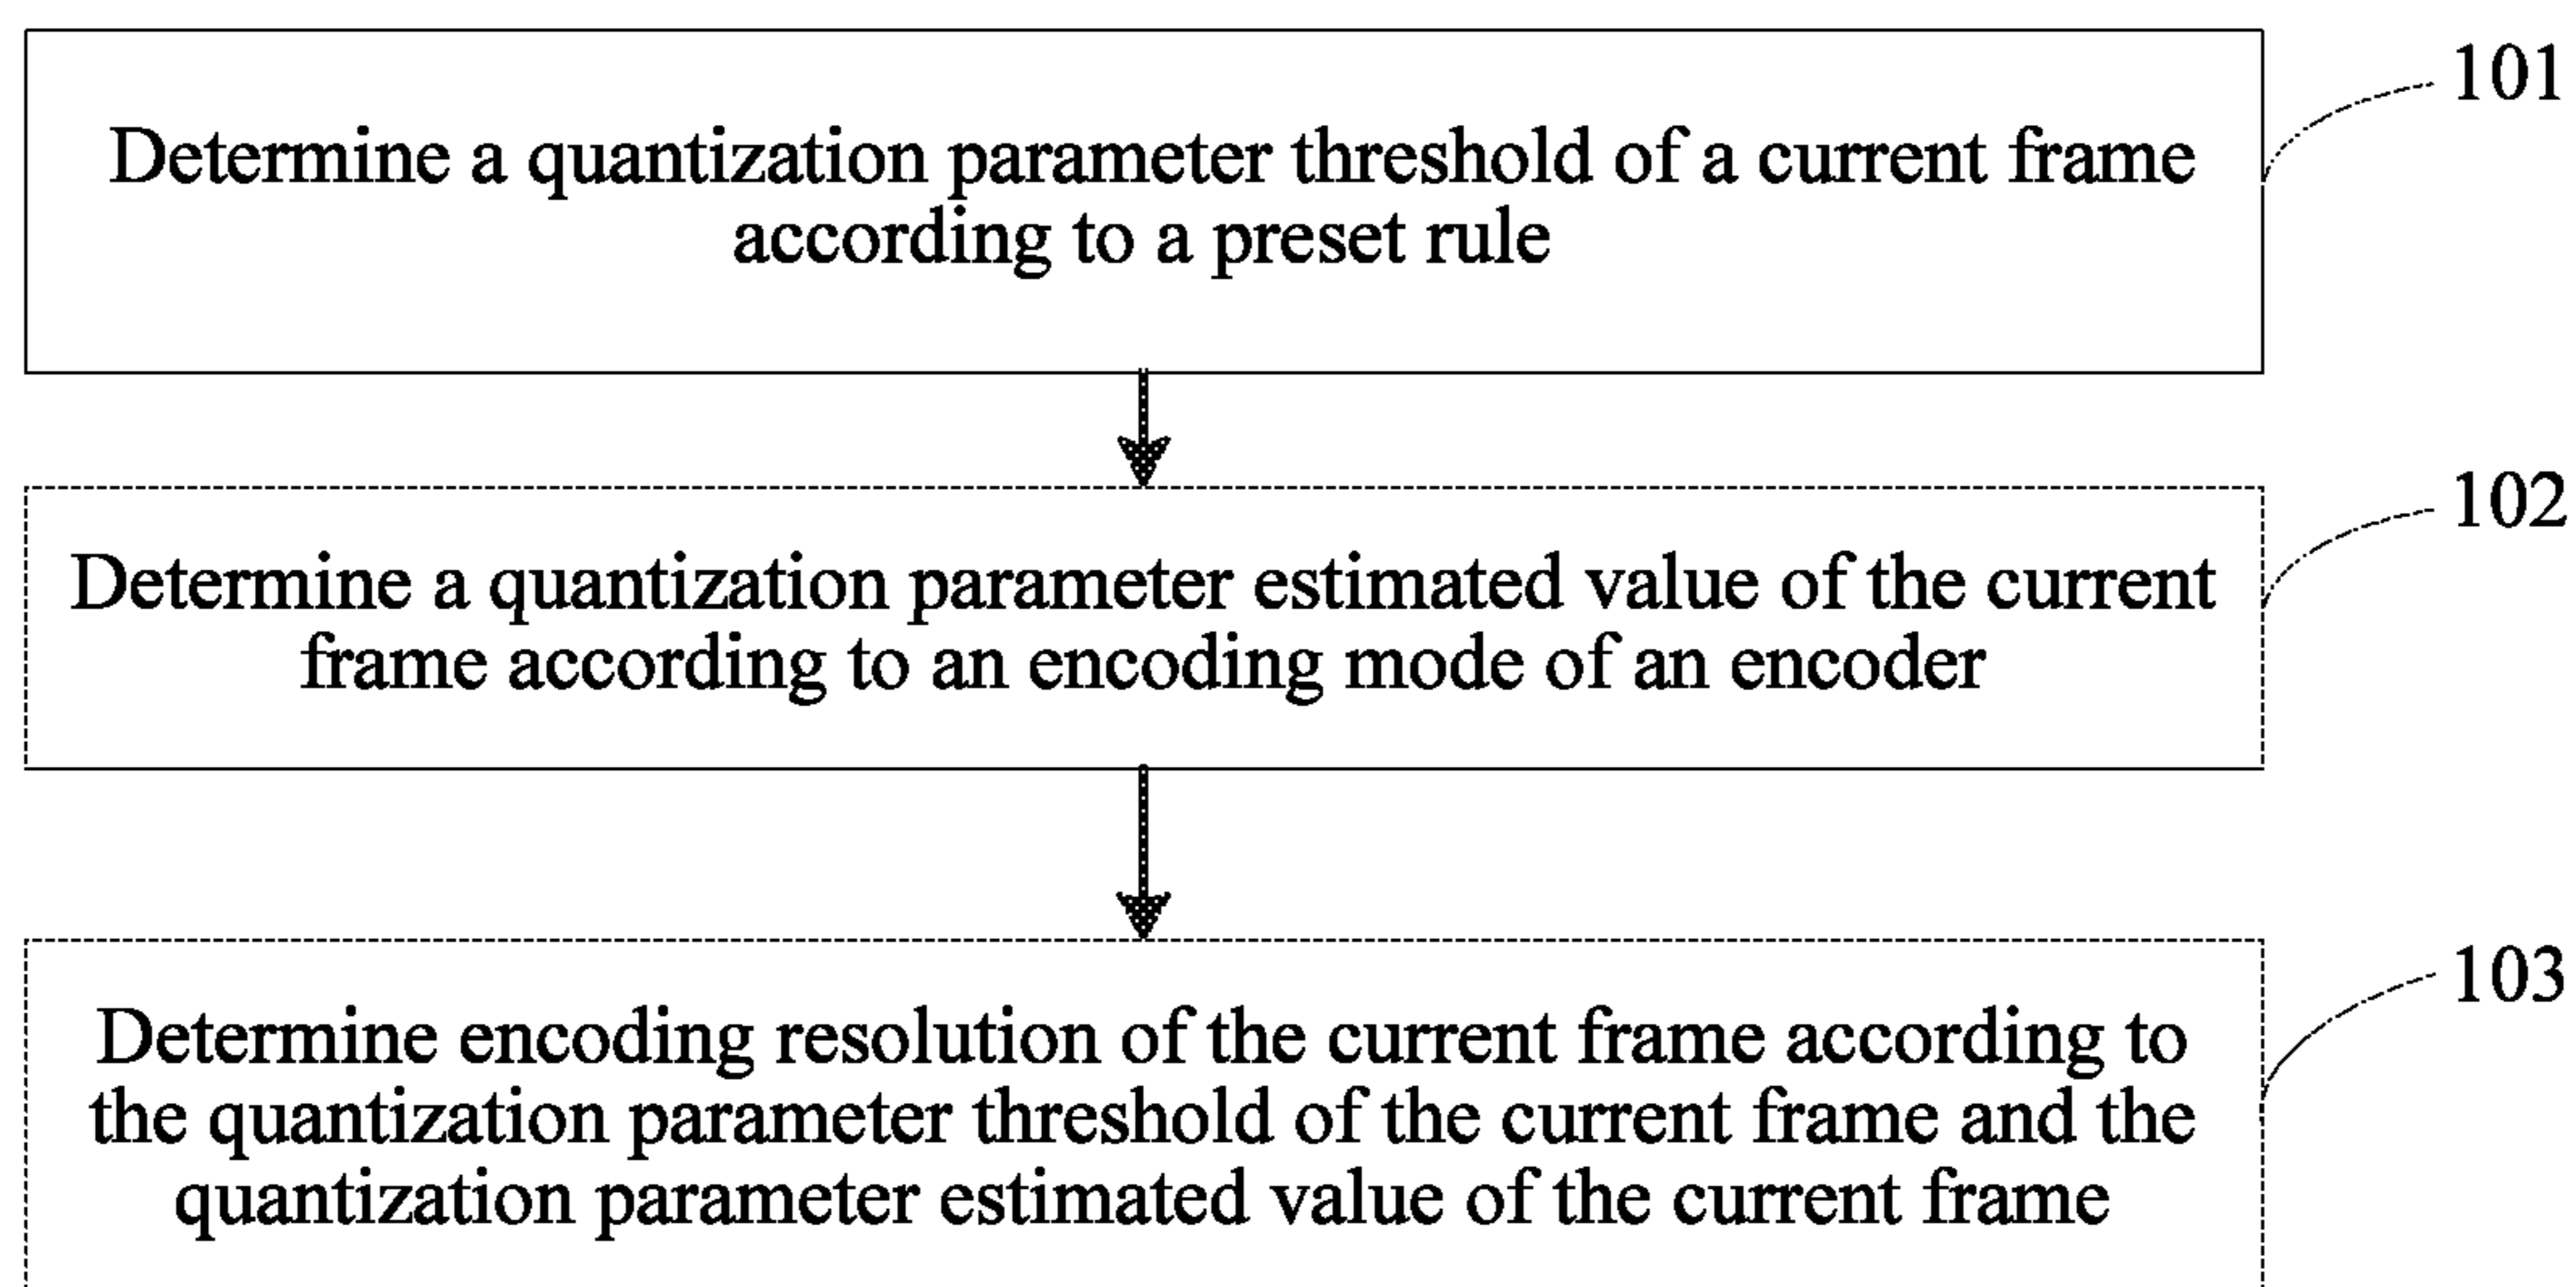 101
Determine a quantization parameter threshold of a current frame
according to a preset rule
102
Determine a quantization parameter estimated value of the current
frame according to an encoding mode of an encoder
103
Determine encoding resolution of the current frame according to
the quantization parameter threshold of the current frame and the
quantization parameter estimated value of the current frame